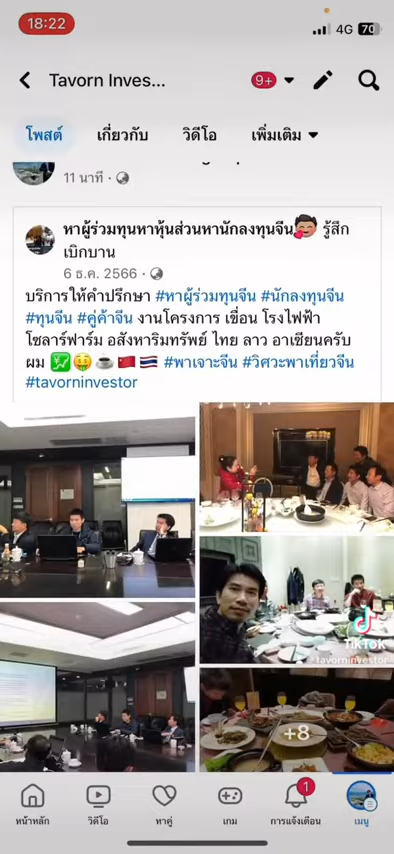 18:22
4G 70
Tavorn Inves...
9+
โพสต์ เกี่ยวกับ วิดีโอ เพิ่มเติม
11 นาที ·
หาผู้ร่วมทุนหาหุ้นส่วนหานักลงทุนจีน🥰 รู้สึก
เบิกบาน
6 ธ.ค. 2566 ·
บริการให้คำปรึกษา #หาผู้ร่วมทุนจีน #นักลงทุนจีน
#ทุนจีน #คู่ค้าจีน งานโครงการ เขื่อน โรงไฟฟ้า
โซลาร์ฟาร์ม อสังหาริมทรัพย์ ไทย ลาว อาเซียนครับ
ผม 💹🤑☕🇨🇳🇹🇭 #พาเจาะจีน #วิศวะพาเที่ยวจีน
#tavorninvestor
TikTok
tavorninvestor
+8
1
หน้าหลัก วิดีโอ หาคู่ เกม การแจ้งเตือน เมนู